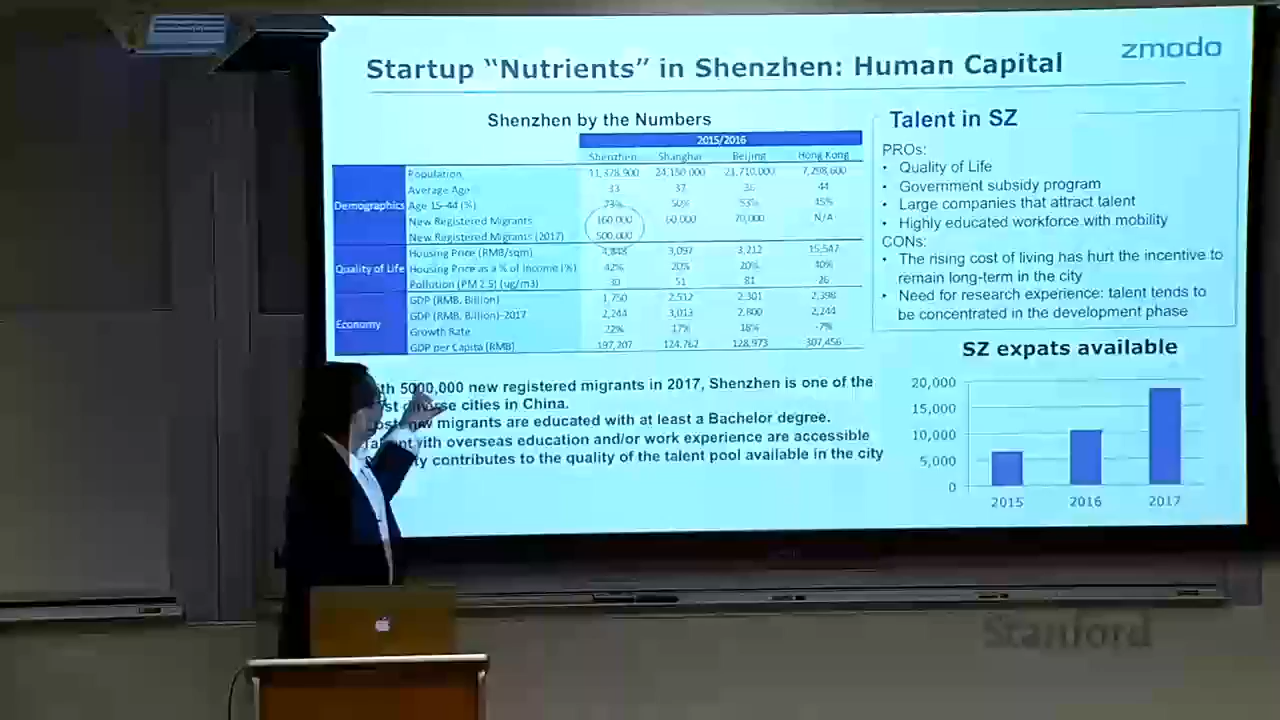 Startup “Nutrients” in Shenzhen: Human Capital
zmodo
Shenzhen by the Numbers
2015/2016
Shenzhen Shanghai Beijing Hong Kong
Demographics
Population 11,378,900 24,150,000 21,710,000 7,298,600
Average Age 33 37 36 44
Age 15-44 (%) 73% 50% 53% 45%
New Registered Migrants 160,000 60,000 70,000 N/A
New Registered Migrants (2017) 500,000
Quality of Life
Housing Price (RMB/sqm) 4,848 3,097 3,212 15,547
Housing Price as a % of Income (%) 42% 20% 20% 40%
Pollution (PM 2.5) (ug/m3) 30 51 81 26
Economy
GDP (RMB, Billion) 1,750 2,512 2,301 2,398
GDP (RMB, Billion)-2017 2,244 3,013 2,800 2,244
Growth Rate 22% 17% 18% -7%
GDP per Capita (RMB) 197,207 124,762 128,973 307,456
Talent in SZ
PROs:
• Quality of Life
• Government subsidy program
• Large companies that attract talent
• Highly educated workforce with mobility
CONs:
• The rising cost of living has hurt the incentive to
remain long-term in the city
• Need for research experience: talent tends to
be concentrated in the development phase
5000,000 new registered migrants in 2017, Shenzhen is one of the
cities in China.
migrants are educated with at least a Bachelor degree.
with overseas education and/or work experience are accessible
contributes to the quality of the talent pool available in the city
SZ expats available
20,000
15,000
10,000
5,000
0
2015 2016 2017
Stanford